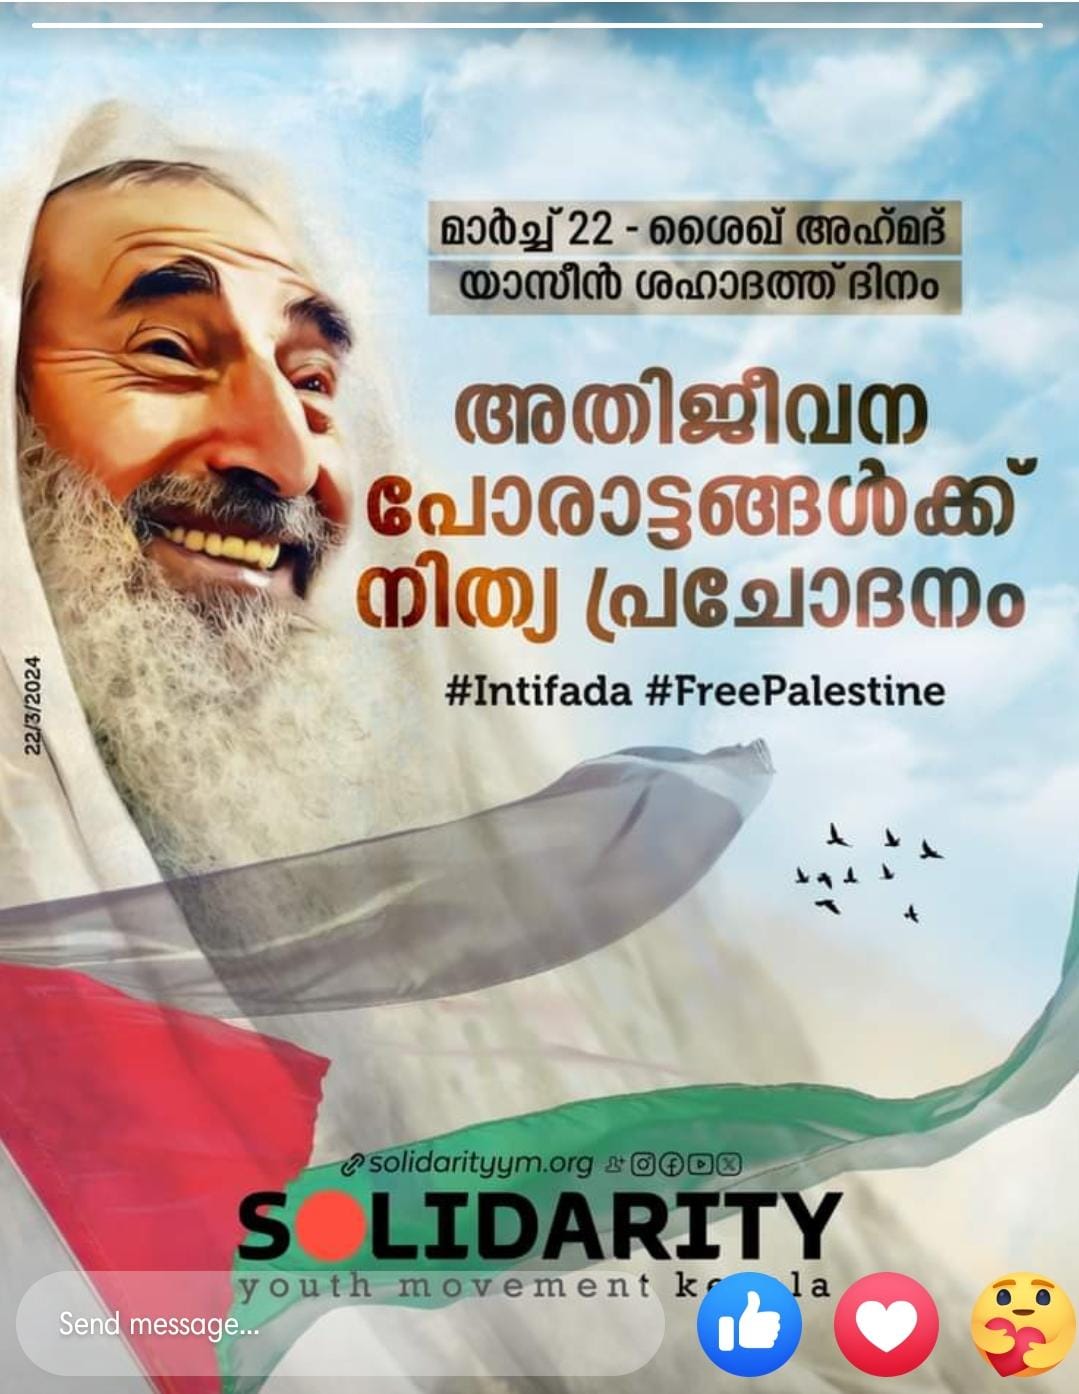 മാർച്ച് 22 - ശൈഖ് അഹ്‌മദ്
യാസീൻ ശഹാദത്ത് ദിനം
അതിജീവന
പോരാട്ടങ്ങൾക്ക്
നിത്യ പ്രചോദനം
#Intifada #FreePalestine
22/3/2024
solidarityym.org
SOLIDARITY
youth movement kerala
Send message...